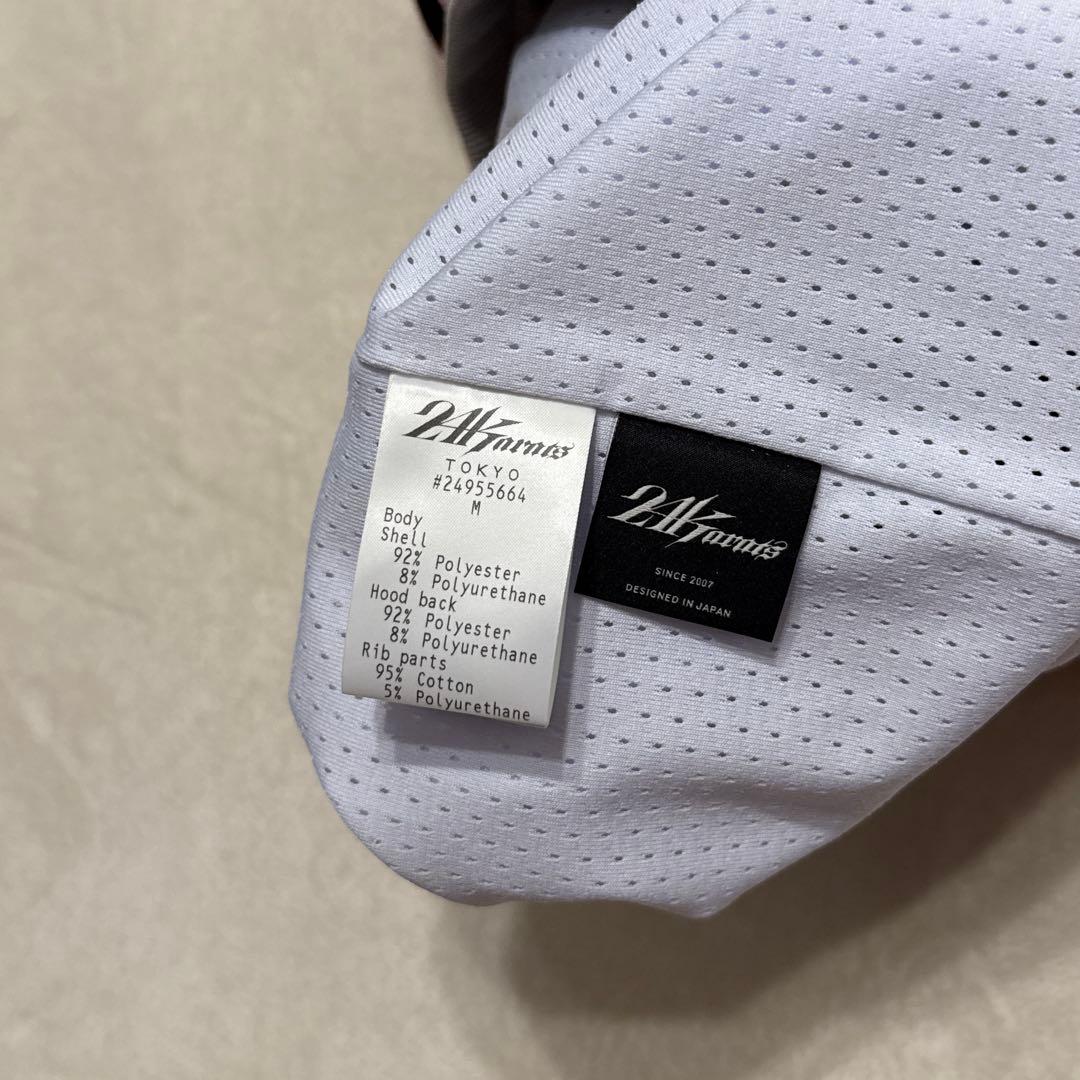 24Karats
TOKYO
#24955664
M
Body
Shell
92% Polyester
8% Polyurethane
Hood back
92% Polyester
8% Polyurethane
Rib parts
95% Cotton
5% Polyurethane
24Karats
SINCE 2007
DESIGNED IN JAPAN